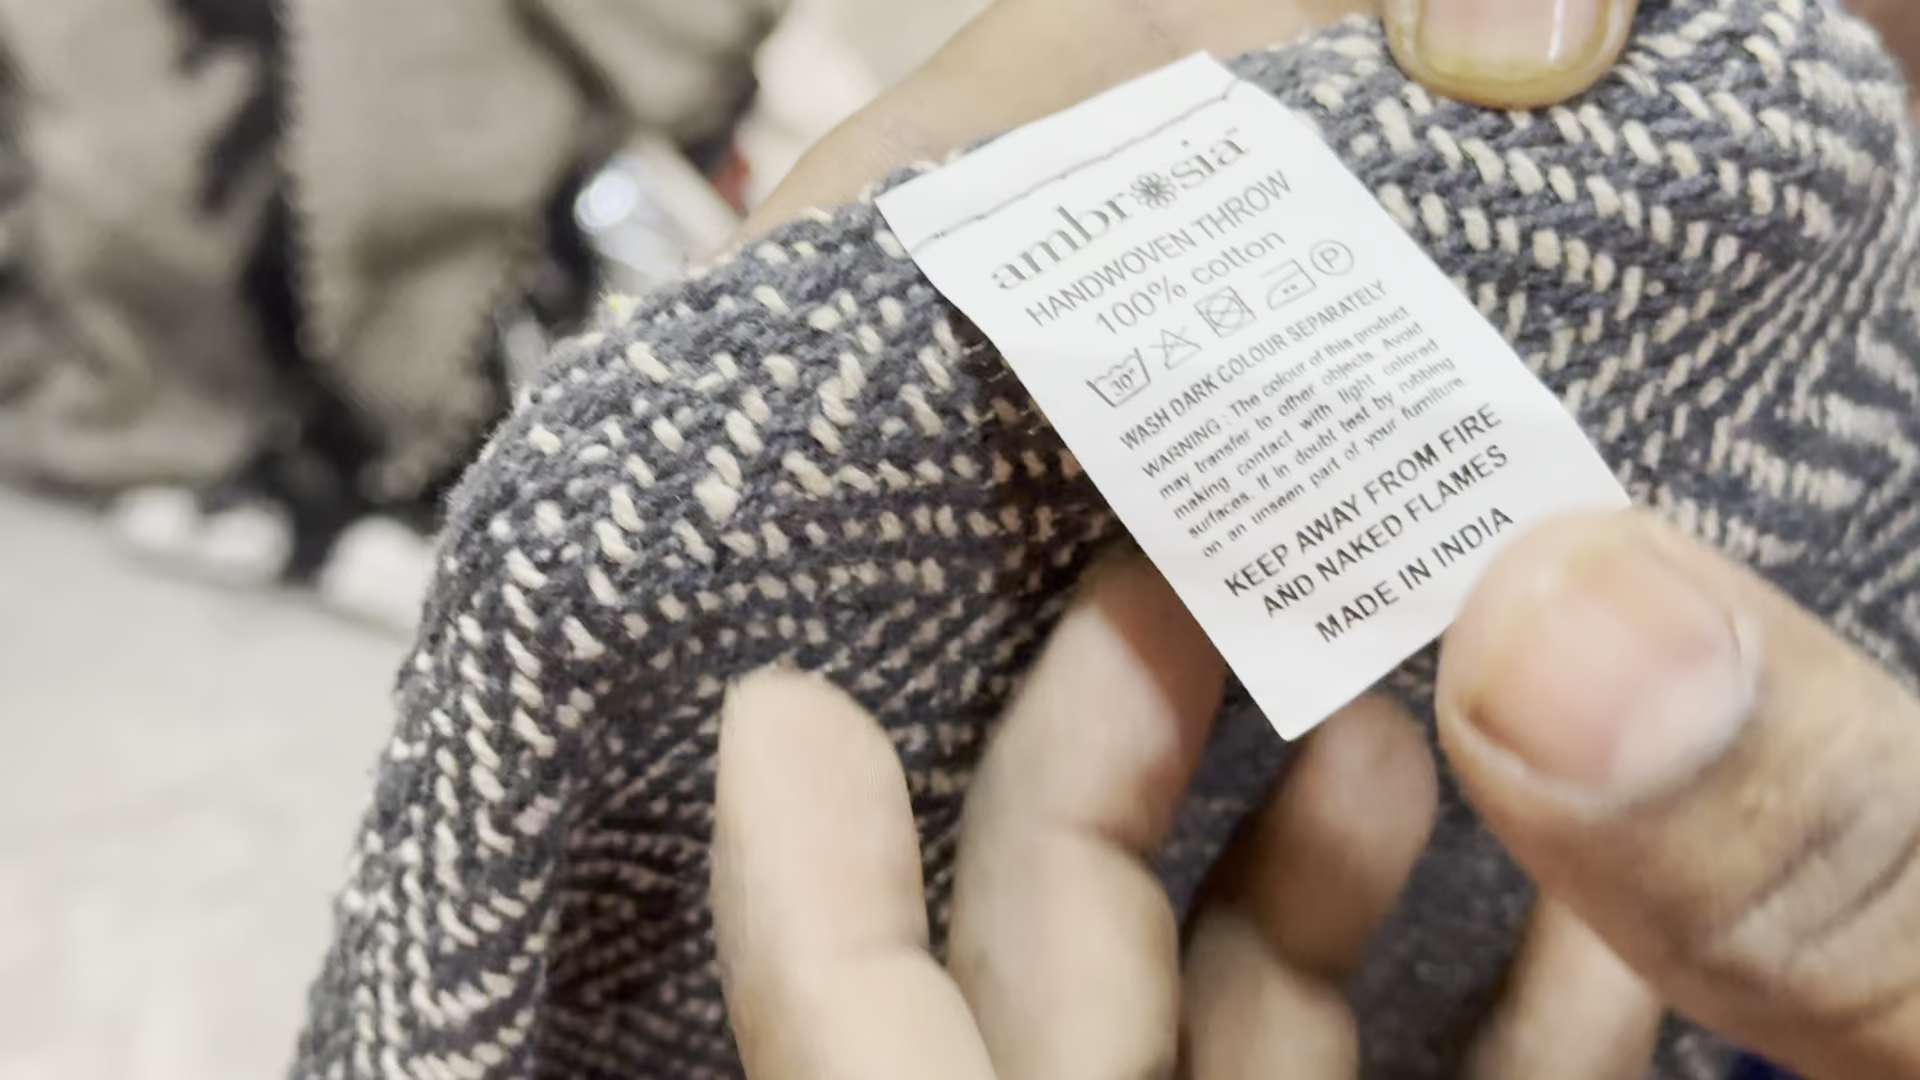 ambrosia™
HANDWOVEN THROW
100% cotton
30° P
WASH DARK COLOUR SEPARATELY
WARNING : The colour of this product
may transfer to other objects. Avoid
making contact with light colored
surfaces. If in doubt test by rubbing
on an unseen part of your furniture.
KEEP AWAY FROM FIRE
AND NAKED FLAMES
MADE IN INDIA